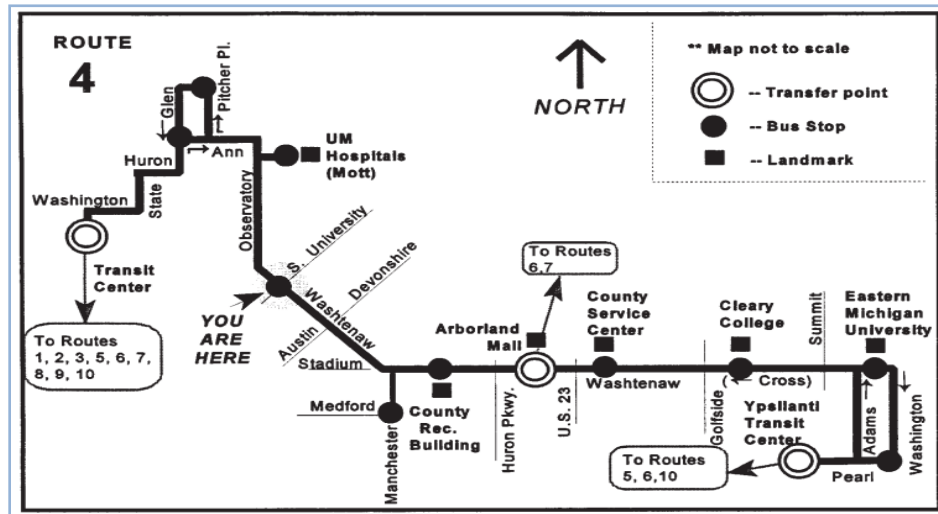 ROUTE
4
Glen
Pitcher Pl.
Ann
Huron
State
Washington
Transit
Center
To Routes
1, 2, 3, 5, 6, 7,
8, 9, 10
UM
Hospitals
(Mott)
Observatory
S. University
Devonshire
Washtenaw
Austin
YOU
ARE
HERE
Stadium
Medford
Manchester
County
Rec.
Building
NORTH
** Map not to scale
-- Transfer point
-- Bus Stop
-- Landmark
To Routes
6,7
Arborland
Mall
Huron Pkwy.
U.S. 23
County
Service
Center
Washtenaw
Golfside
Cleary
College
( Cross)
Summit
Eastern
Michigan
University
Adams
Washington
Ypsilanti
Transit
Center
Pearl
To Routes
5, 6,10